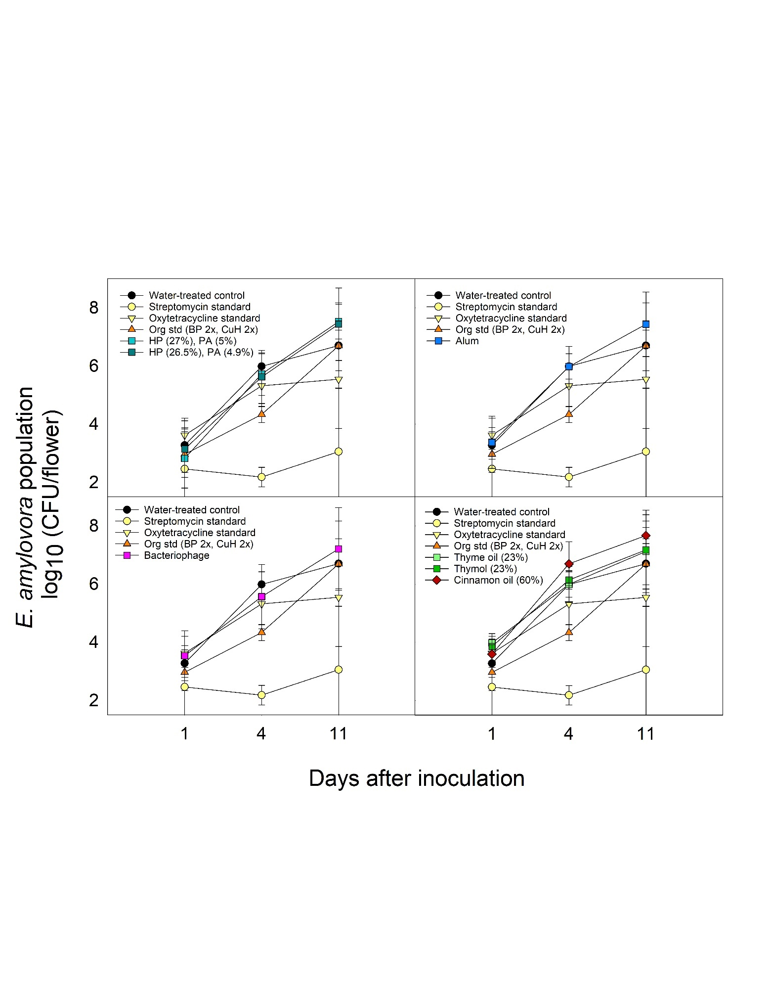 E. amylovora population
log10 (CFU/flower)
8
6
4
2
Water-treated control
Streptomycin standard
Oxytetracycline standard
Org std (BP 2x, CuH 2x)
HP (27%), PA (5%)
HP (26.5%), PA (4.9%)
Water-treated control
Streptomycin standard
Oxytetracycline standard
Org std (BP 2x, CuH 2x)
Alum
8
6
4
2
Water-treated control
Streptomycin standard
Oxytetracycline standard
Org std (BP 2x, CuH 2x)
Bacteriophage
Water-treated control
Streptomycin standard
Oxytetracycline standard
Org std (BP 2x, CuH 2x)
Thyme oil (23%)
Thymol (23%)
Cinnamon oil (60%)
1 4 11 1 4 11
Days after inoculation